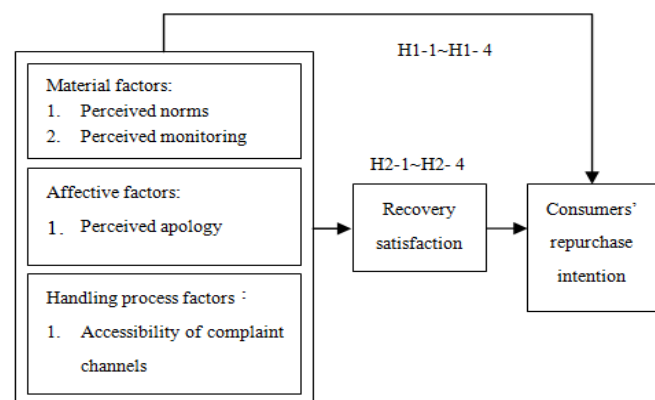 H1-1~H1- 4
Material factors:
1. Perceived norms
2. Perceived monitoring
H2-1~H2- 4
Affective factors:
1. Perceived apology
Recovery
satisfaction
Consumers’
repurchase
intention
Handling process factors：
1. Accessibility of complaint
channels